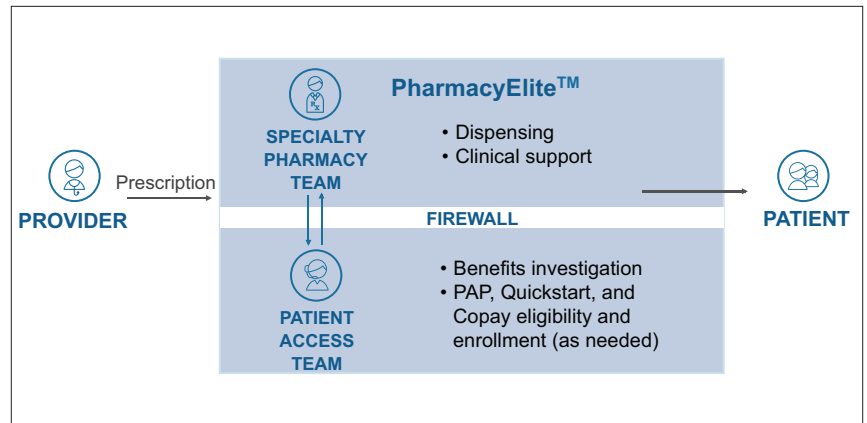 PharmacyElite™
SPECIALTY
PHARMACY
TEAM
• Dispensing
• Clinical support
Prescription
PROVIDER
PATIENT
FIREWALL
PATIENT
ACCESS
TEAM
• Benefits investigation
• PAP, Quickstart, and
Copay eligibility and
enrollment (as needed)